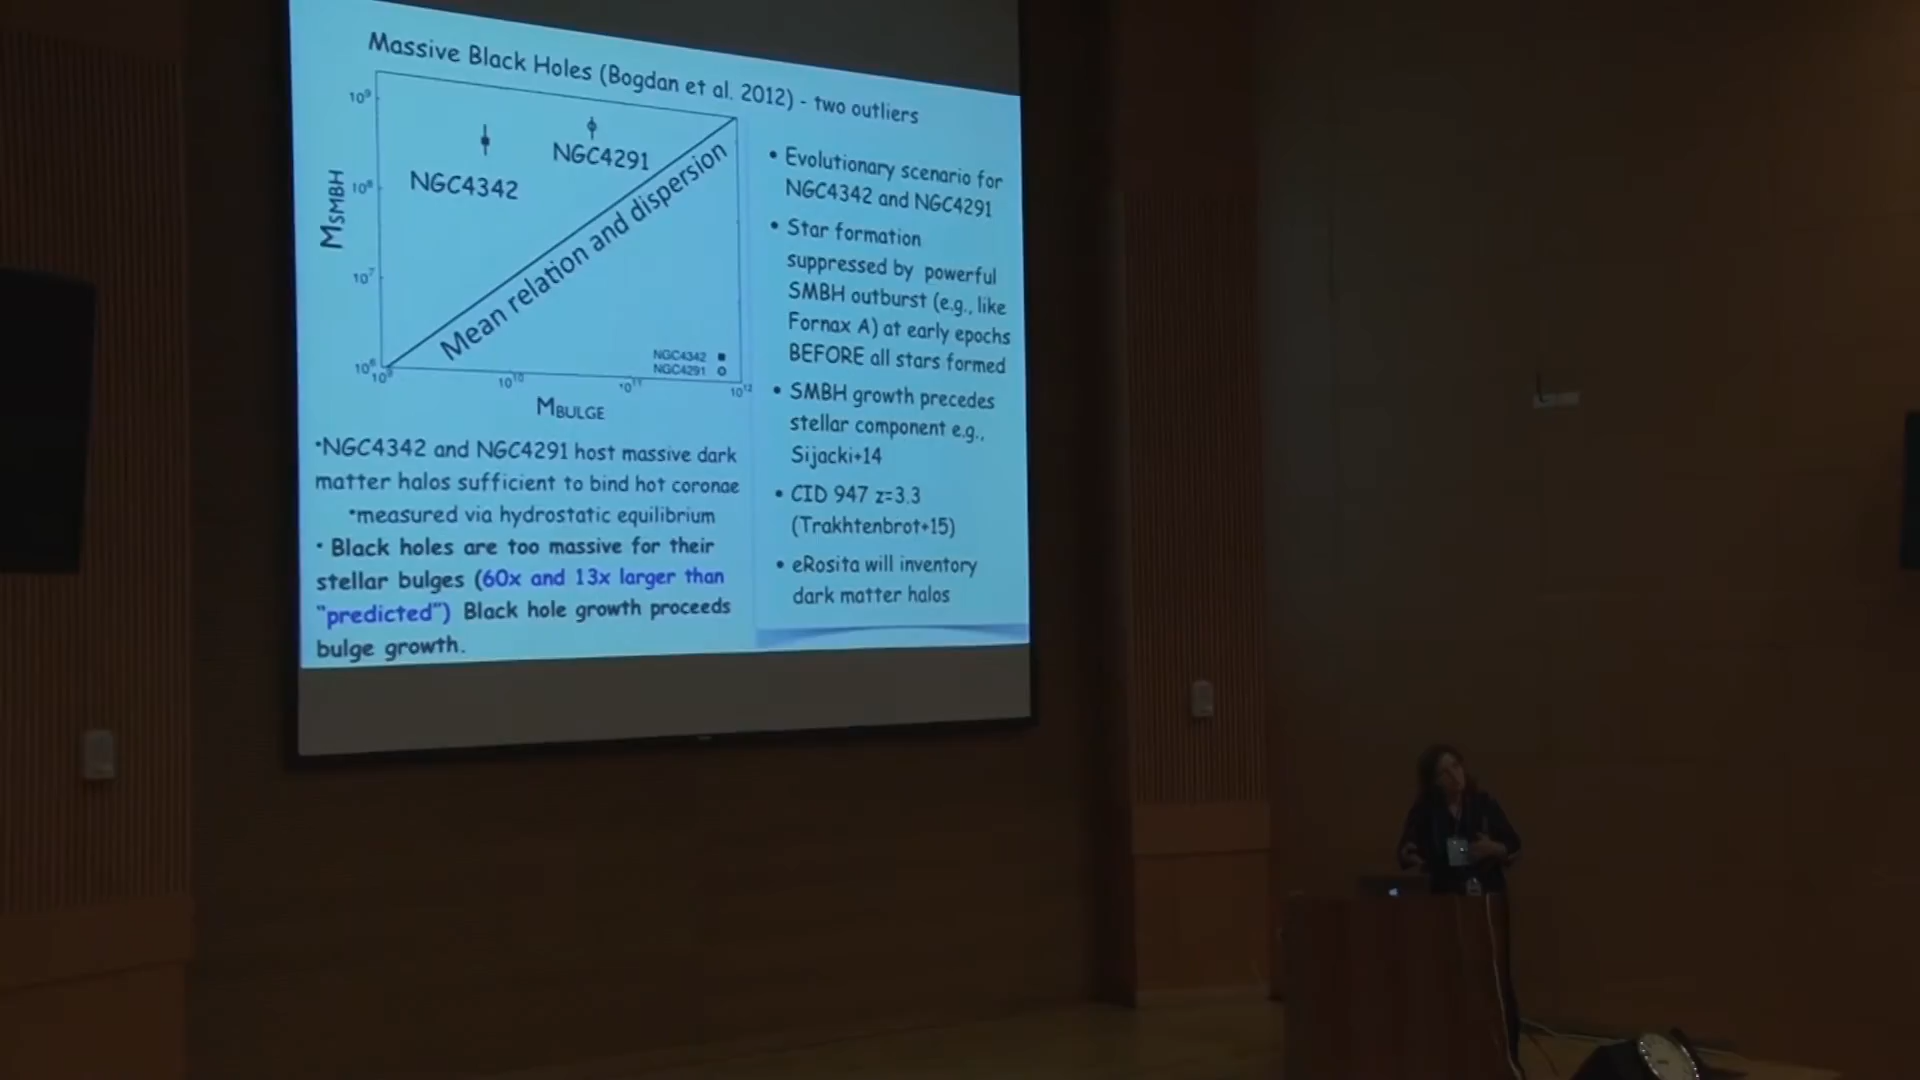 Massive Black Holes (Bogdan et al. 2012) - two outliers
10⁹
10⁸
10⁷
10⁶
MSMBH
NGC4342
NGC4291
Mean relation and dispersion
NGC4342
NGC4291
10⁹
10¹⁰
10¹¹
10¹²
MBULGE
•NGC4342 and NGC4291 host massive dark
matter halos sufficient to bind hot coronae
•measured via hydrostatic equilibrium
• Black holes are too massive for their
stellar bulges (60x and 13x larger than
"predicted") Black hole growth proceeds
bulge growth.
• Evolutionary scenario for
NGC4342 and NGC4291
• Star formation
suppressed by powerful
SMBH outburst (e.g., like
Fornax A) at early epochs
BEFORE all stars formed
• SMBH growth precedes
stellar component e.g.,
Sijacki+14
• CID 947 z=3.3
(Trakhtenbrot+15)
• eRosita will inventory
dark matter halos